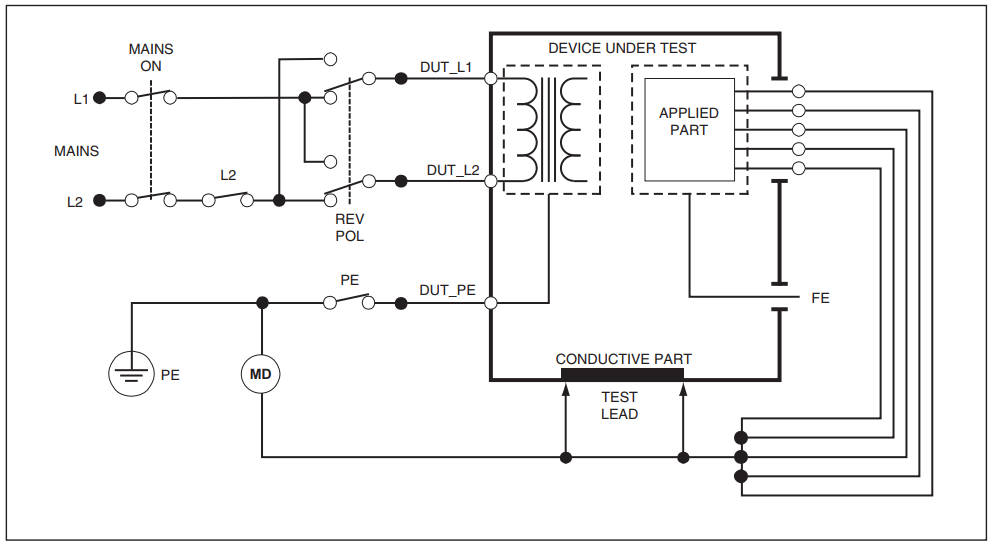 MAINS
ON
L1
MAINS
L2
L2
REV
POL
DUT_L1
DUT_L2
PE
DUT_PE
PE
MD
DEVICE UNDER TEST
APPLIED
PART
FE
CONDUCTIVE PART
TEST
LEAD